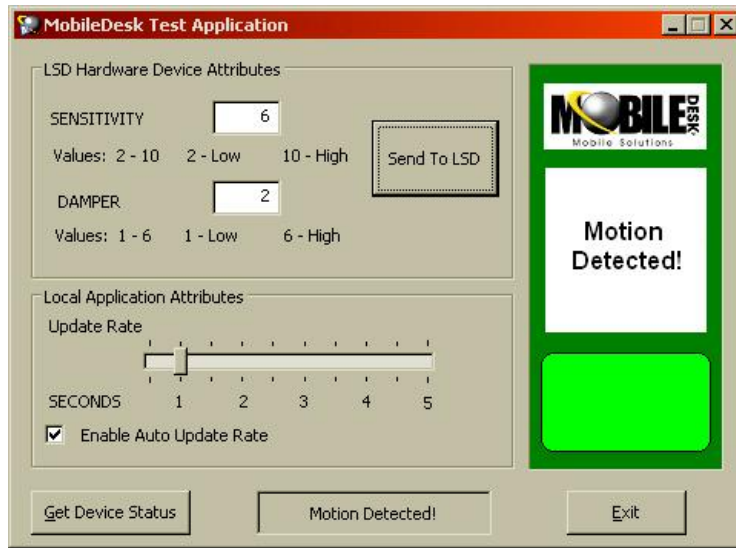 MobileDesk Test Application
LSD Hardware Device Attributes
SENSITIVITY 6
Values: 2 - 10 2 - Low 10 - High
DAMPER 2
Values: 1 - 6 1 - Low 6 - High
Send To LSD
Local Application Attributes
Update Rate
SECONDS 1 2 3 4 5
Enable Auto Update Rate
MOBILE DESK
Mobile Solutions
Motion
Detected!
Get Device Status
Motion Detected!
Exit